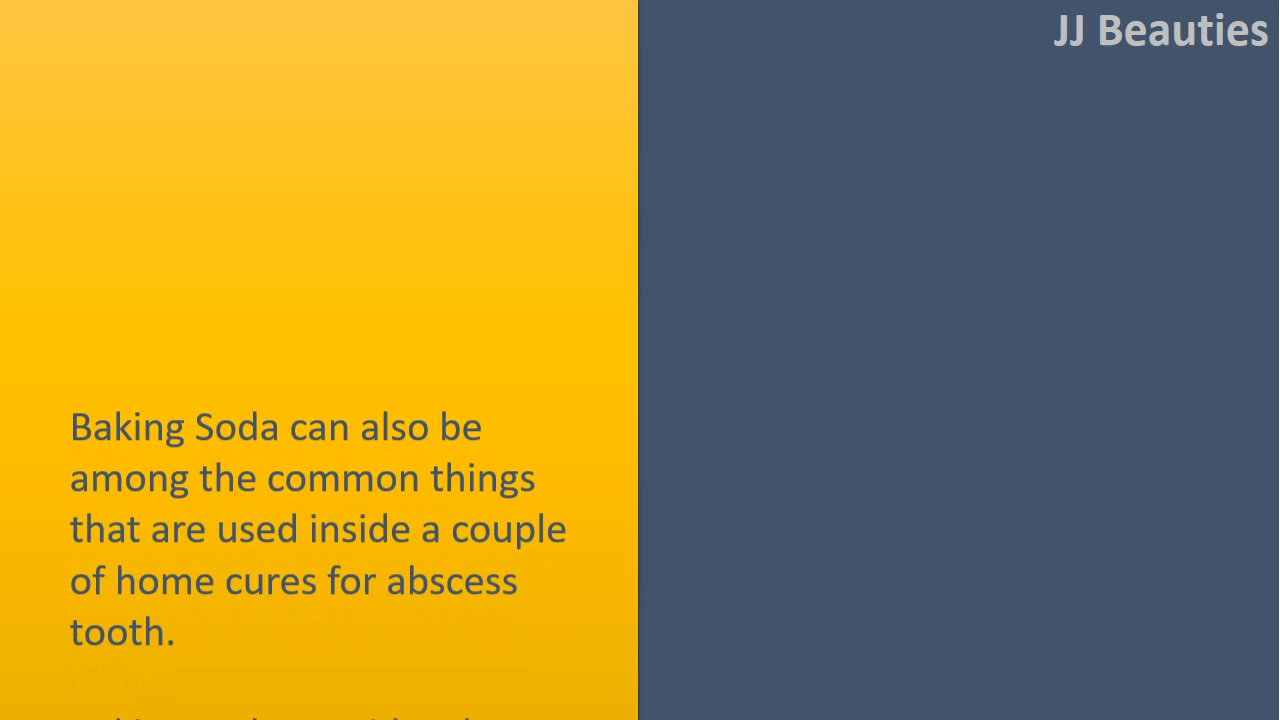 JJ Beauties
Baking Soda can also be
among the common things
that are used inside a couple
of home cures for abscess
tooth.